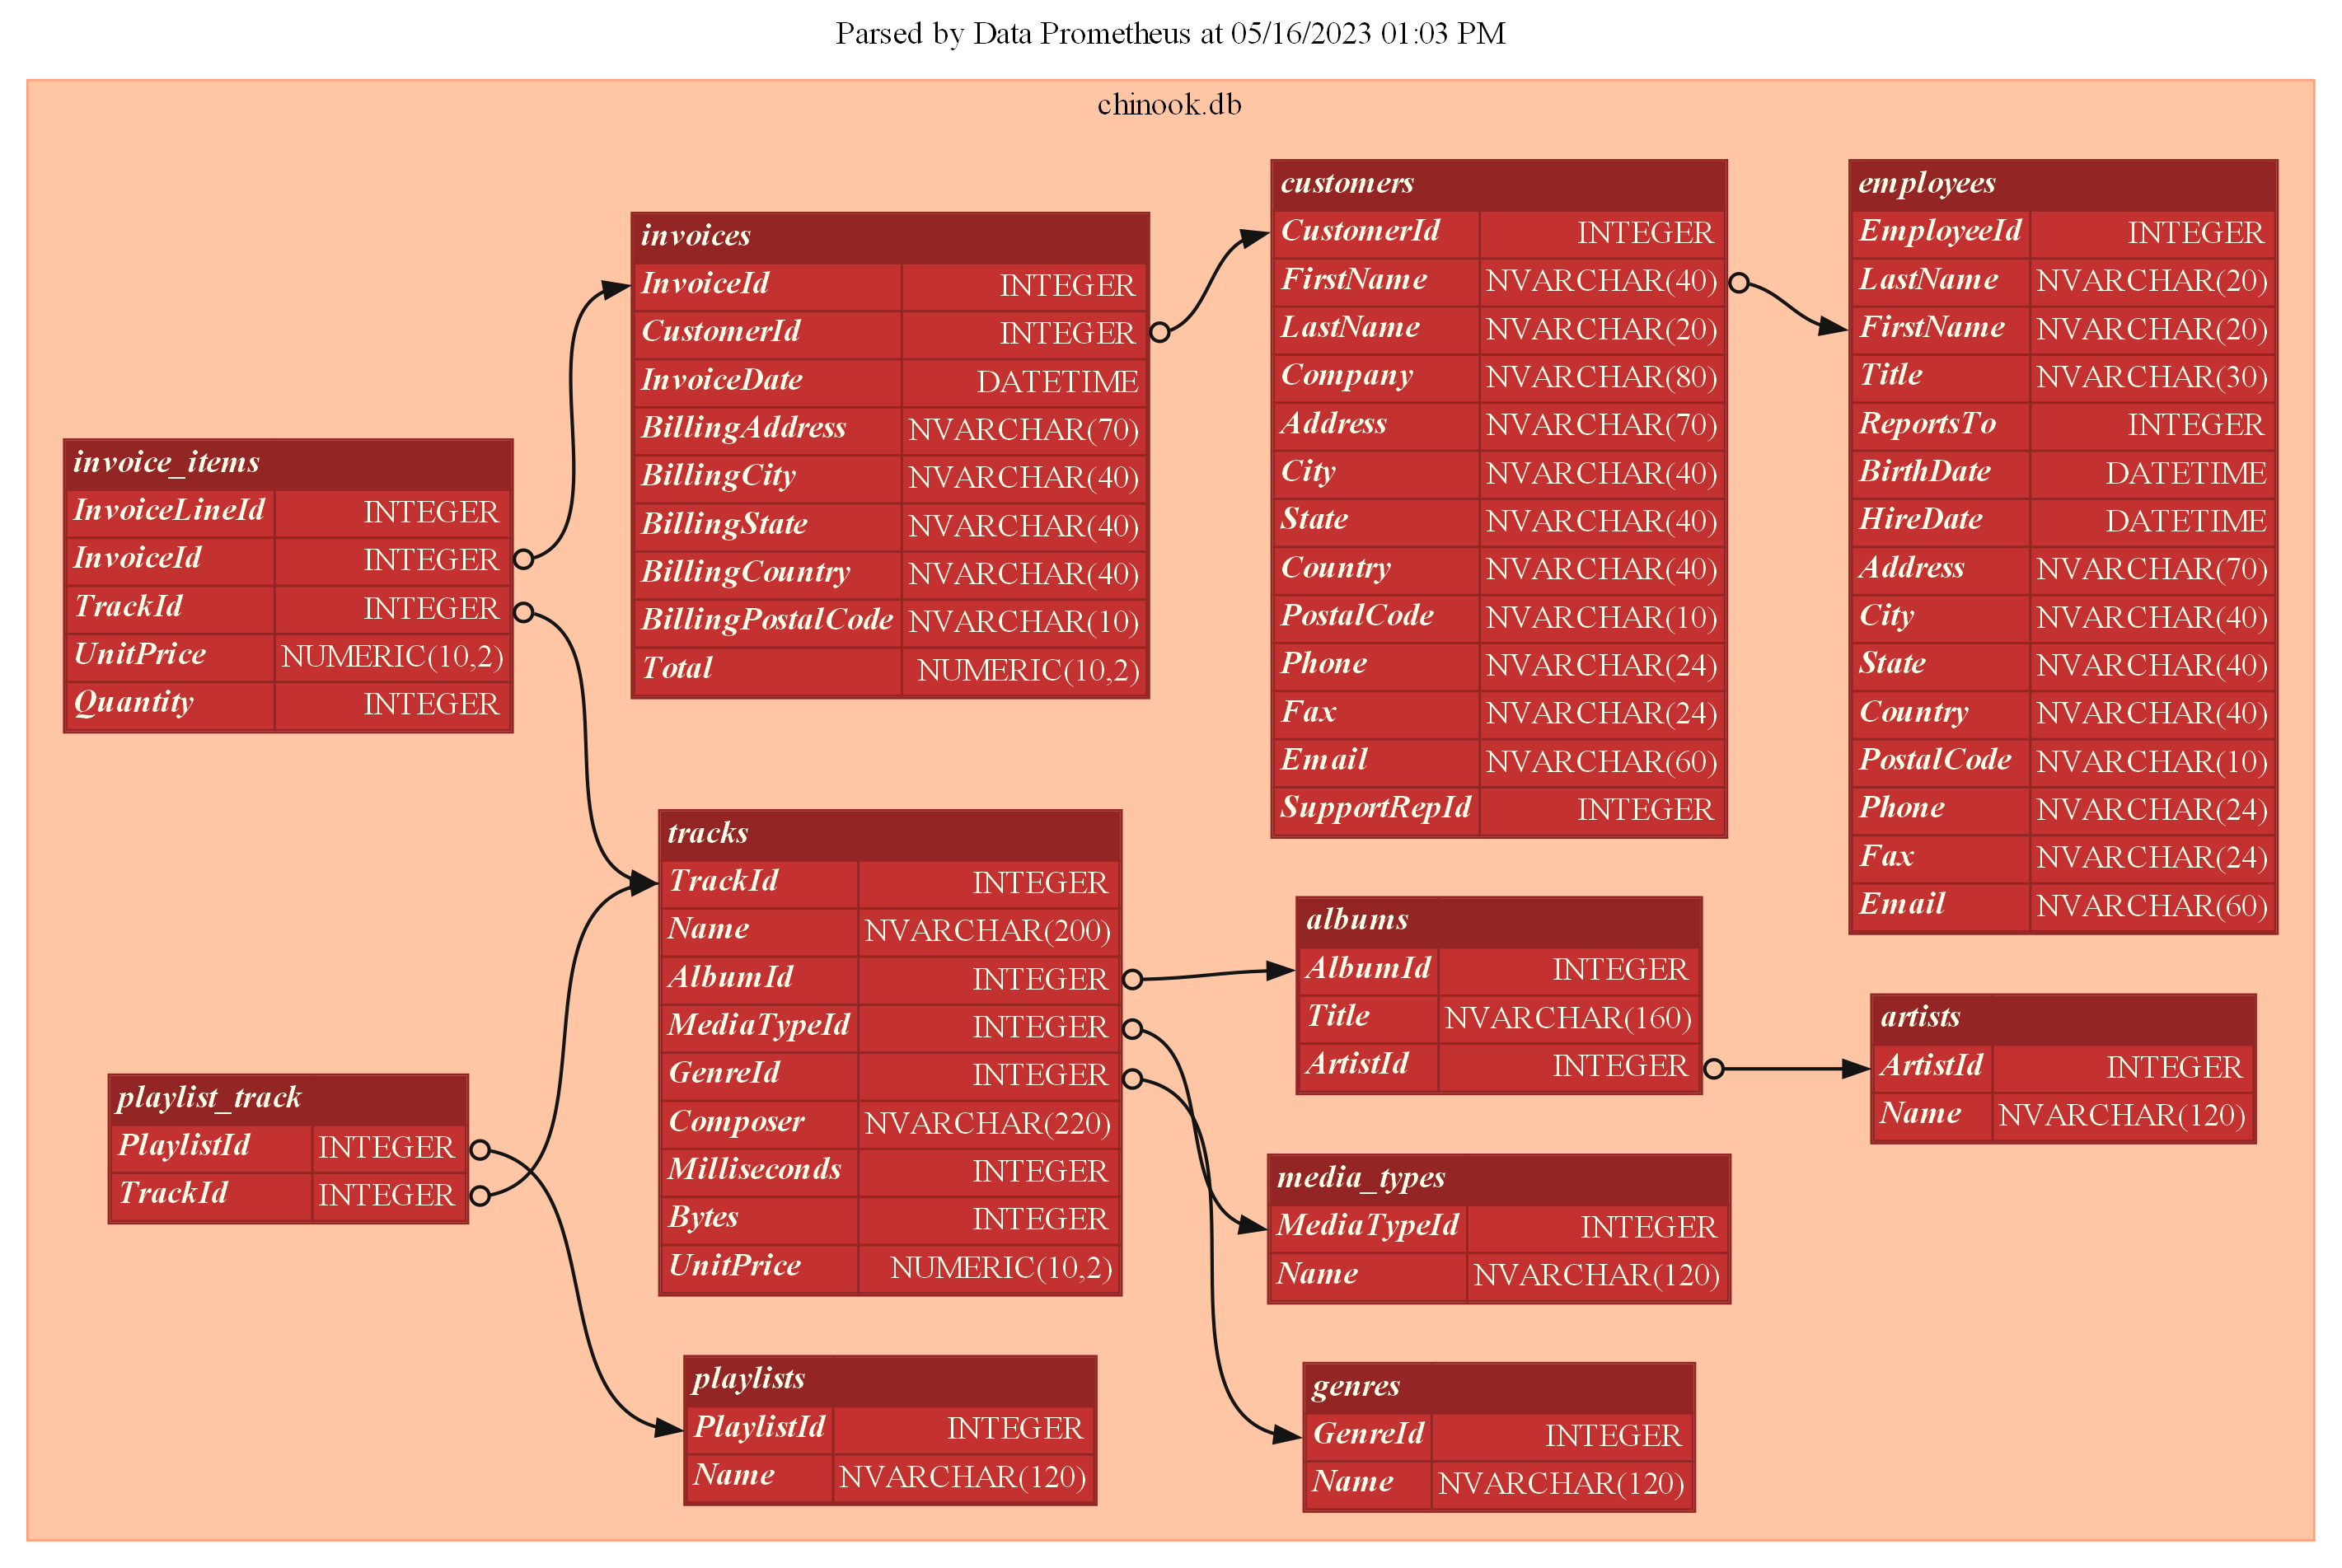 Parsed by Data Prometheus at 05/16/2023 01:03 PM
chinook.db
invoice_items
InvoiceLineId INTEGER
InvoiceId INTEGER
TrackId INTEGER
UnitPrice NUMERIC(10,2)
Quantity INTEGER
playlist_track
PlaylistId INTEGER
TrackId INTEGER
invoices
InvoiceId INTEGER
CustomerId INTEGER
InvoiceDate DATETIME
BillingAddress NVARCHAR(70)
BillingCity NVARCHAR(40)
BillingState NVARCHAR(40)
BillingCountry NVARCHAR(40)
BillingPostalCode NVARCHAR(10)
Total NUMERIC(10,2)
tracks
TrackId INTEGER
Name NVARCHAR(200)
AlbumId INTEGER
MediaTypeId INTEGER
GenreId INTEGER
Composer NVARCHAR(220)
Milliseconds INTEGER
Bytes INTEGER
UnitPrice NUMERIC(10,2)
playlists
PlaylistId INTEGER
Name NVARCHAR(120)
customers
CustomerId INTEGER
FirstName NVARCHAR(40)
LastName NVARCHAR(20)
Company NVARCHAR(80)
Address NVARCHAR(70)
City NVARCHAR(40)
State NVARCHAR(40)
Country NVARCHAR(40)
PostalCode NVARCHAR(10)
Phone NVARCHAR(24)
Fax NVARCHAR(24)
Email NVARCHAR(60)
SupportRepId INTEGER
albums
AlbumId INTEGER
Title NVARCHAR(160)
ArtistId INTEGER
media_types
MediaTypeId INTEGER
Name NVARCHAR(120)
genres
GenreId INTEGER
Name NVARCHAR(120)
employees
EmployeeId INTEGER
LastName NVARCHAR(20)
FirstName NVARCHAR(20)
Title NVARCHAR(30)
ReportsTo INTEGER
BirthDate DATETIME
HireDate DATETIME
Address NVARCHAR(70)
City NVARCHAR(40)
State NVARCHAR(40)
Country NVARCHAR(40)
PostalCode NVARCHAR(10)
Phone NVARCHAR(24)
Fax NVARCHAR(24)
Email NVARCHAR(60)
artists
ArtistId INTEGER
Name NVARCHAR(120)